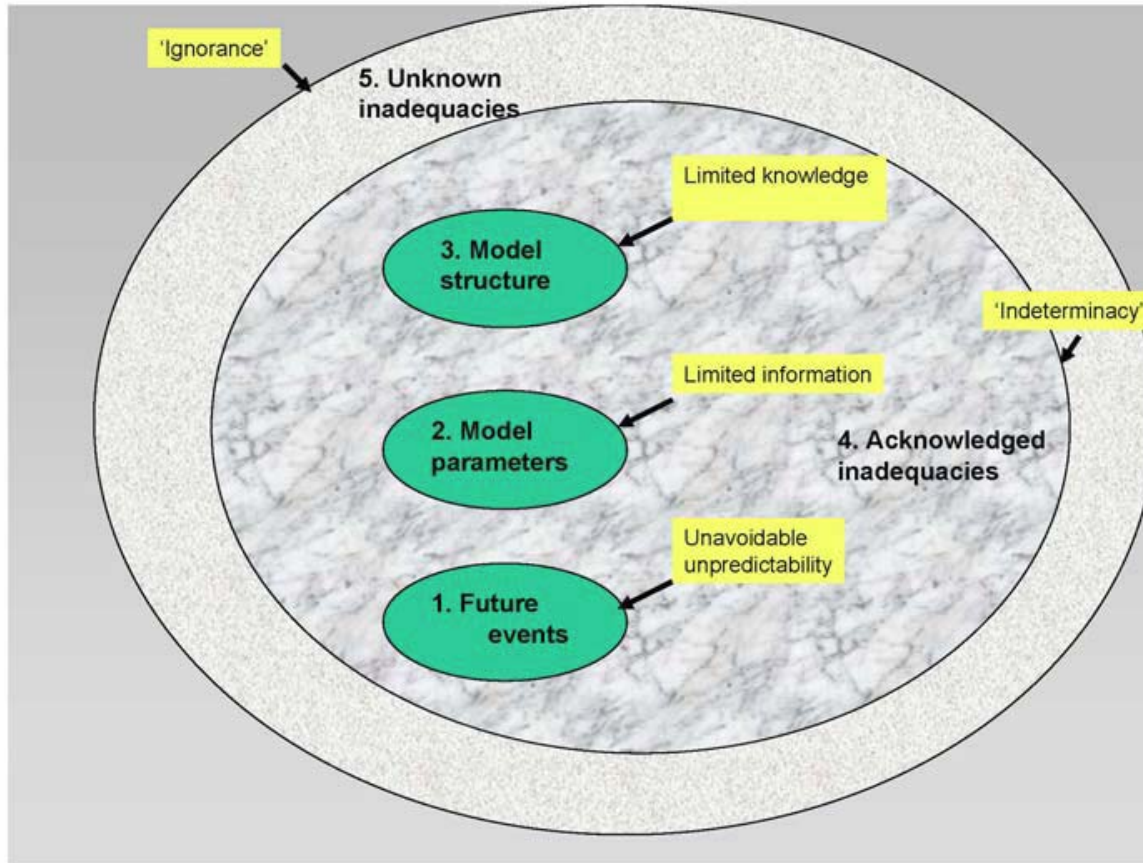 ‘Ignorance’
5. Unknown
inadequacies
Limited knowledge
3. Model
structure
‘Indeterminacy’
Limited information
2. Model
parameters
4. Acknowledged
inadequacies
Unavoidable
unpredictability
1. Future
events